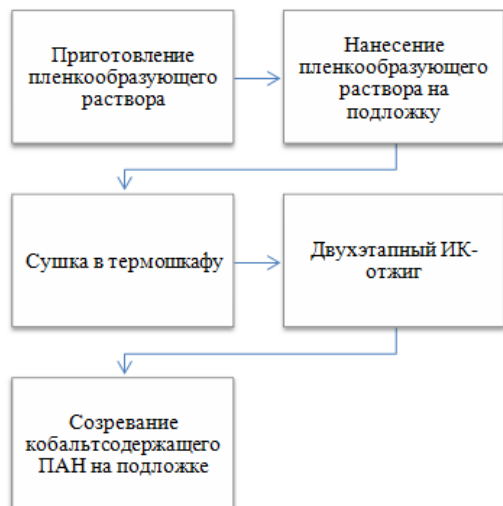 Приготовление
пленкообразующего
раствора
Нанесение
пленкообразующего
раствора на
подложку
Сушка в термошкафу
Двухэтапный ИК-
отжиг
Созревание
кобальтсодержащего
ПАН на подложке